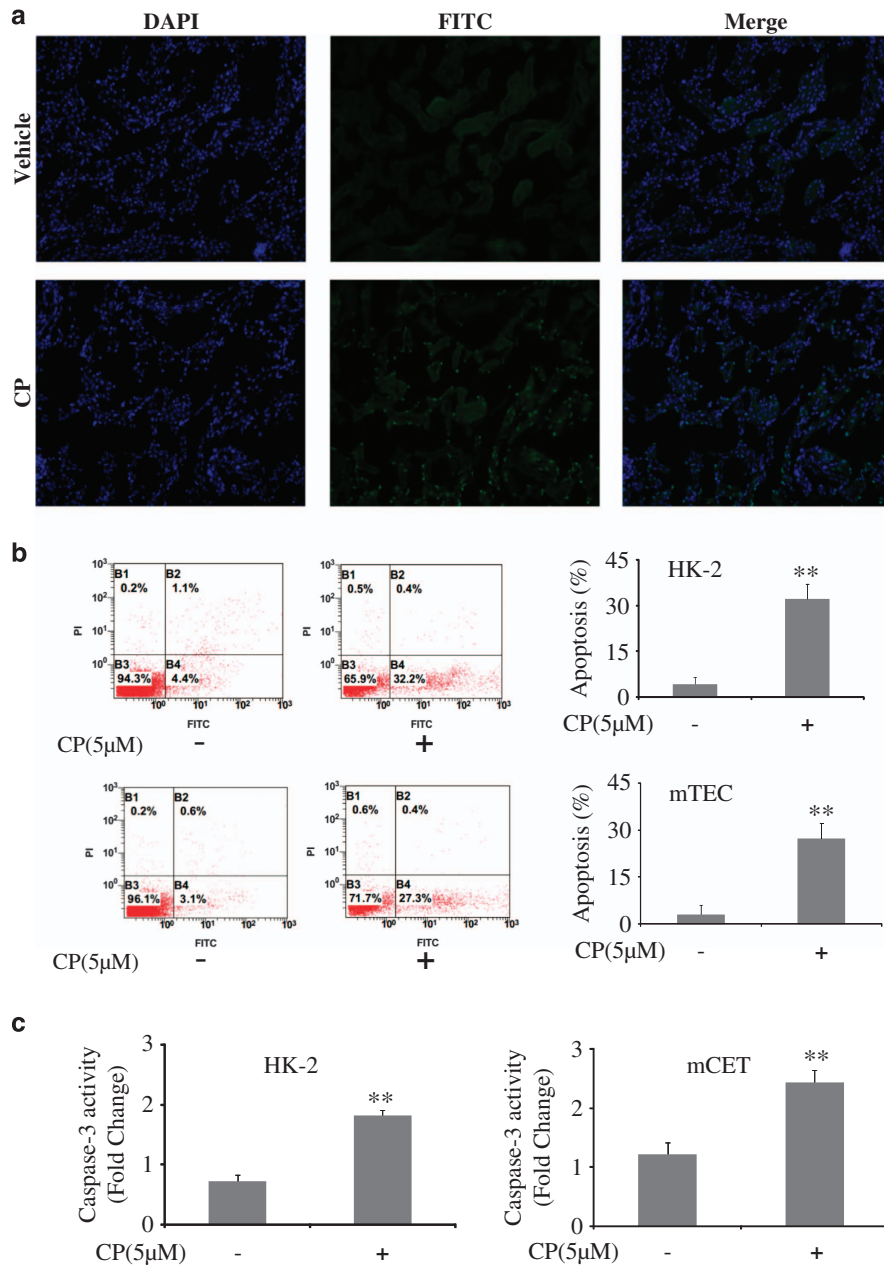 a
DAPI
FITC
Merge
Vehicle
CP
b
10³
10²
10¹
10⁰
PI
B1
0.2%
B2
1.1%
B3
94.3%
B4
4.4%
10⁰ 10¹ 10² 10³
FITC
10³
10²
10¹
10⁰
PI
B1
0.5%
B2
0.4%
B3
65.9%
B4
32.2%
10⁰ 10¹ 10² 10³
FITC
CP(5μM) - +
Apoptosis (%)
45
30
15
0
HK-2
**
CP(5μM) - +
10³
10²
10¹
10⁰
PI
B1
0.2%
B2
0.6%
B3
96.1%
B4
3.1%
10⁰ 10¹ 10² 10³
FITC
10³
10²
10¹
10⁰
PI
B1
0.6%
B2
0.4%
B3
71.7%
B4
27.3%
10⁰ 10¹ 10² 10³
FITC
CP(5μM) - +
Apoptosis (%)
45
30
15
0
mTEC
**
CP(5μM) - +
c
Caspase-3 activity
(Fold Change)
3
2
1
0
HK-2
**
CP(5μM) - +
Caspase-3 activity
(Fold Change)
3
2
1
0
mCET
**
CP(5μM) - +